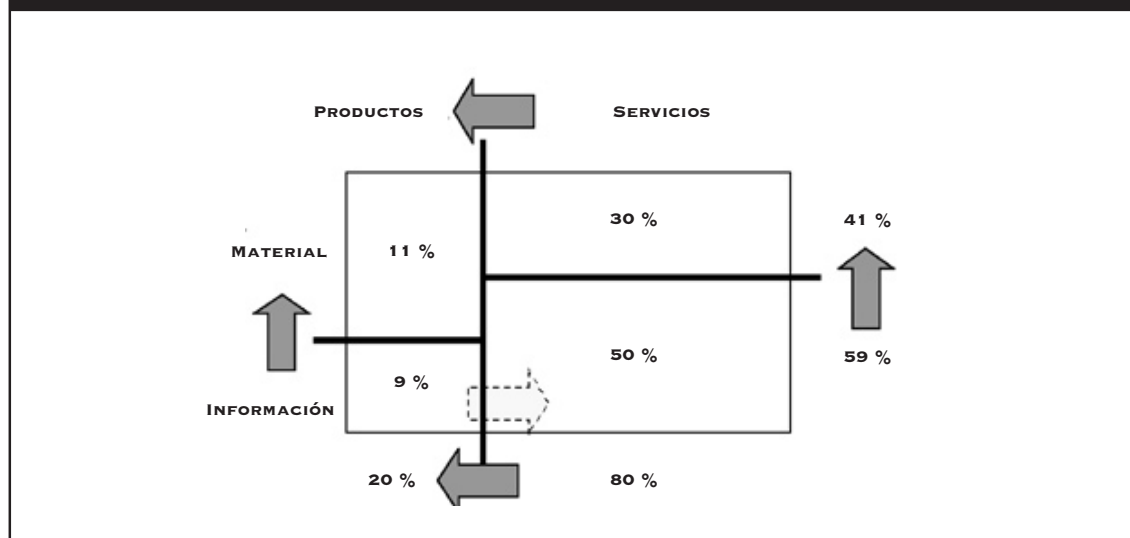 PRODUCTOS SERVICIOS
30 % 41 %
MATERIAL 11 %
50 % 59 %
9 %
INFORMACIÓN
20 % 80 %